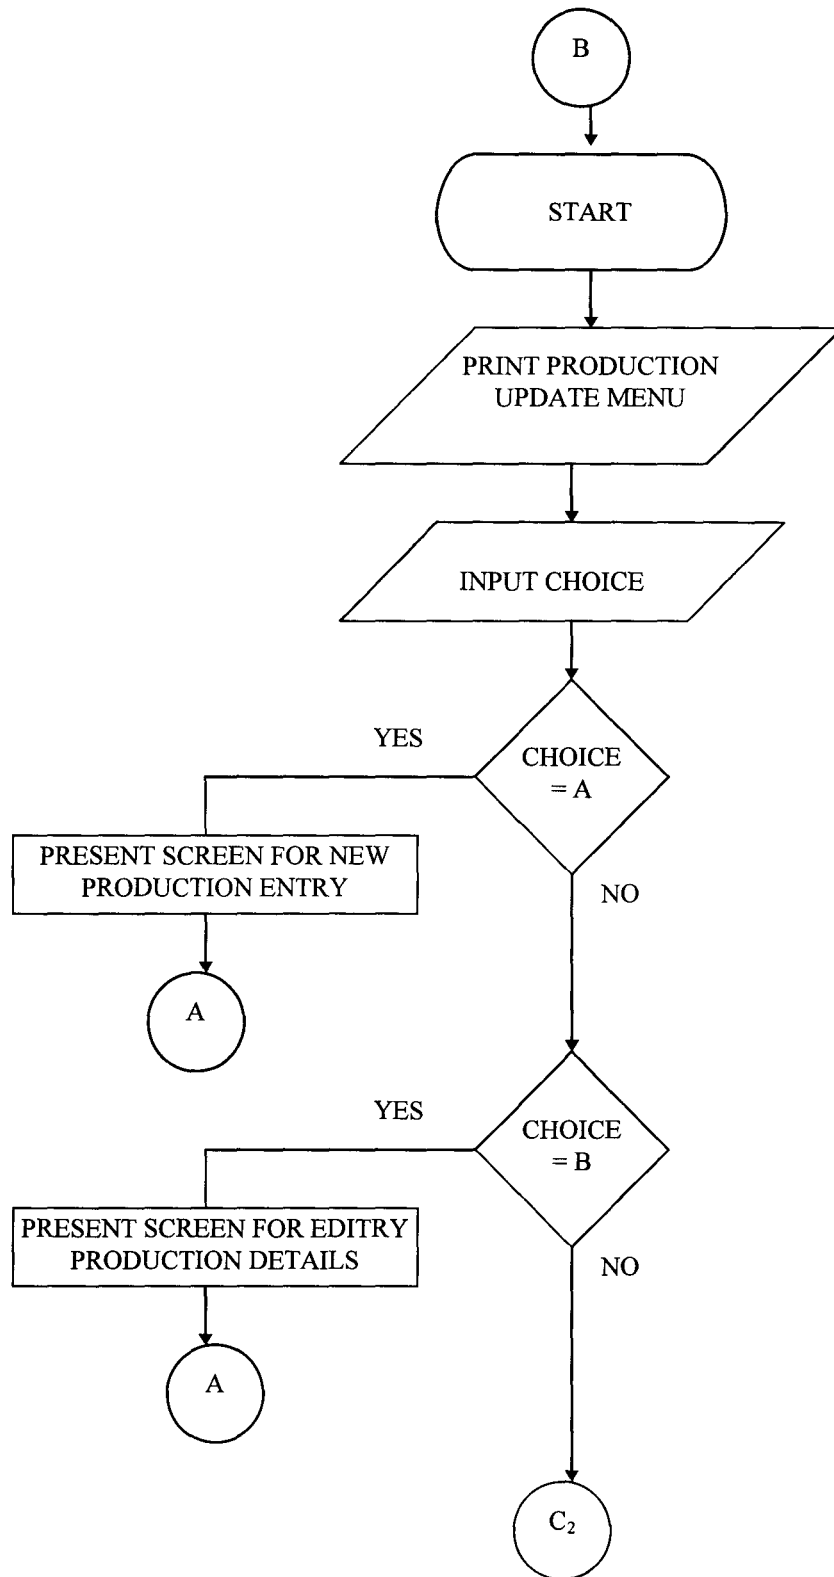 B
START
PRINT PRODUCTION
UPDATE MENU
INPUT CHOICE
YES
CHOICE
= A
PRESENT SCREEN FOR NEW
PRODUCTION ENTRY
NO
A
YES
CHOICE
= B
PRESENT SCREEN FOR EDITRY
PRODUCTION DETAILS
NO
A
C₂